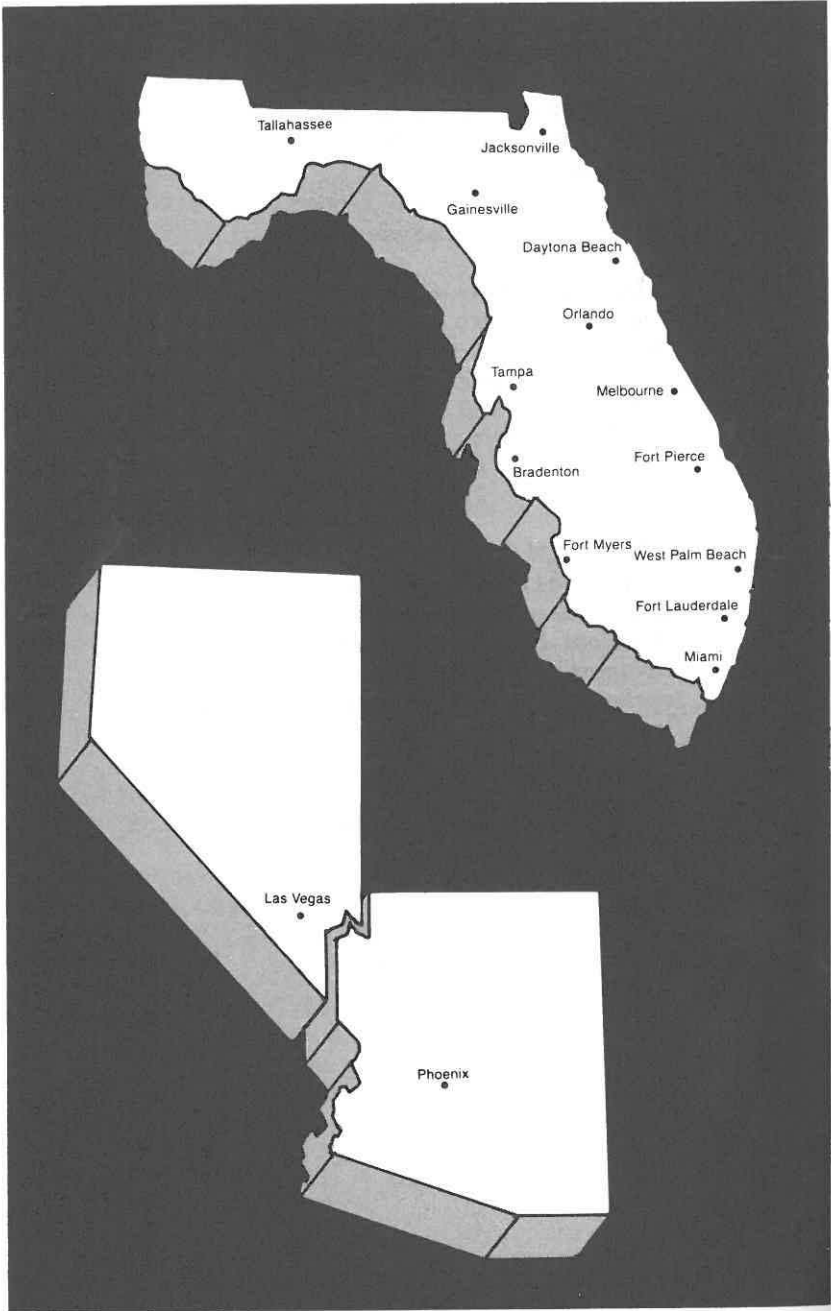 Tallahassee
Jacksonville
Gainesville
Daytona Beach
Orlando
Tampa
Melbourne
Bradenton
Fort Pierce
Fort Myers
West Palm Beach
Fort Lauderdale
Miami
Las Vegas
Phoenix